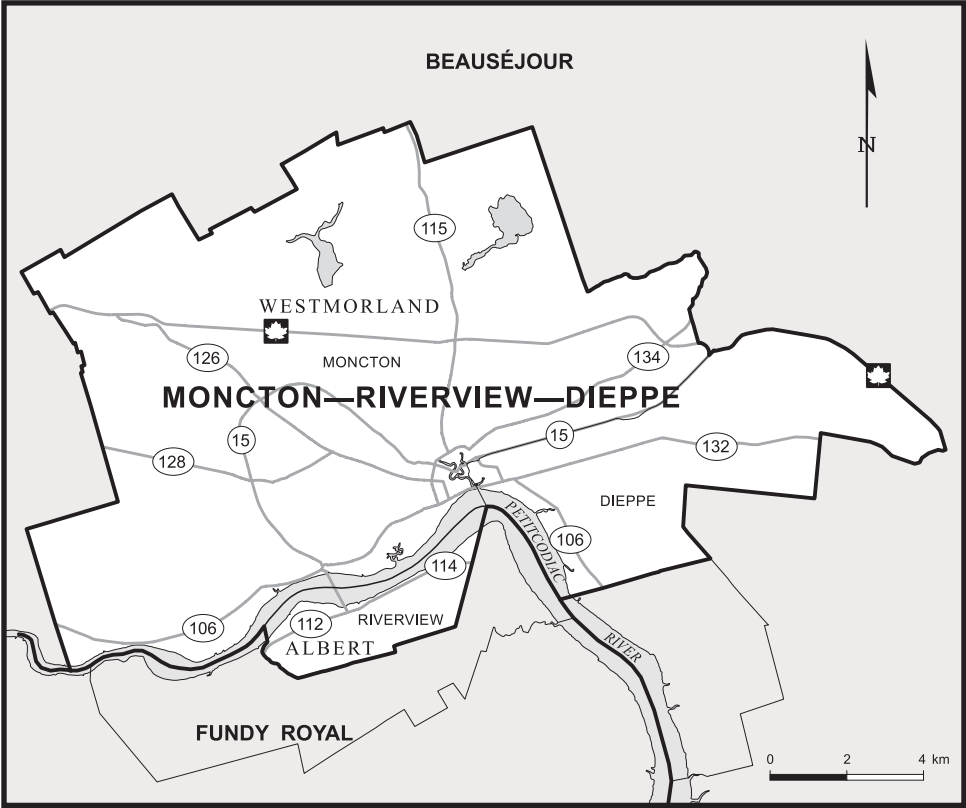 BEAUSÉJOUR
N
115
WESTMORLAND
126
MONCTON
134
MONCTON—RIVERVIEW—DIEPPE
15
15
132
128
DIEPPE
PETITCODIAC
106
114
106
112
RIVERVIEW
ALBERT
RIVER
FUNDY ROYAL
0 2 4 km